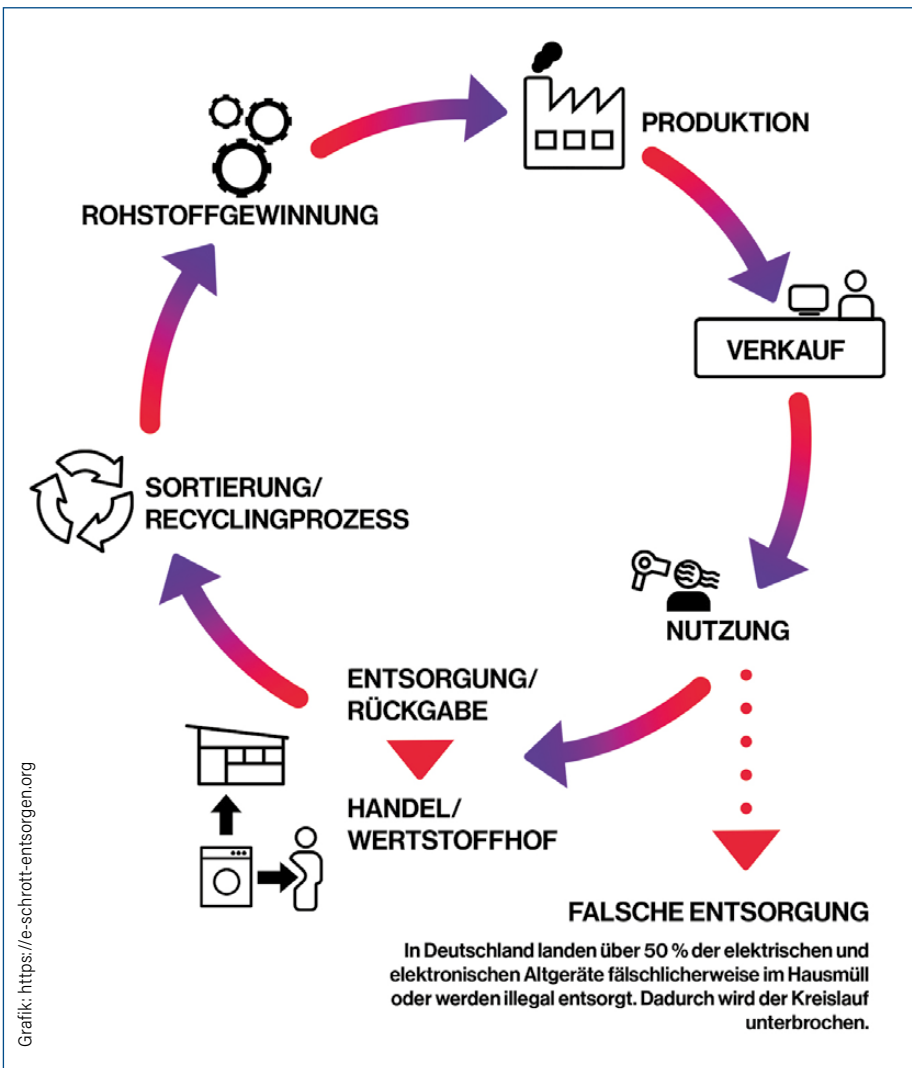 PRODUKTION
ROHSTOFFGEWINNUNG
VERKAUF
SORTIERUNG/
RECYCLINGPROZESS
NUTZUNG
ENTSORGUNG/
RÜCKGABE
HANDEL/
WERTSTOFFHOF
FALSCHE ENTSORGUNG
In Deutschland landen über 50 % der elektrischen und
elektronischen Altgeräte fälschlicherweise im Hausmüll
oder werden illegal entsorgt. Dadurch wird der Kreislauf
unterbrochen.
Grafik: https://e-schrott-entsorgen.org